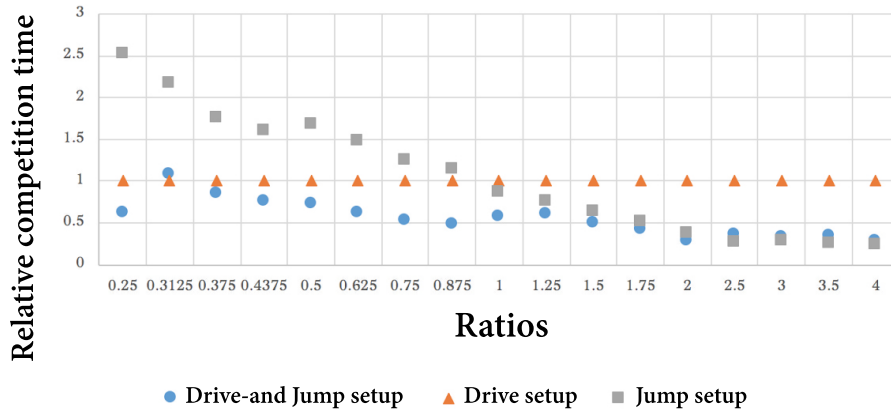 Relative competition time
3
2.5
2
1.5
1
0.5
0
0.25 0.3125 0.375 0.4375 0.5 0.625 0.75 0.875 1 1.25 1.5 1.75 2 2.5 3 3.5 4
Ratios
Drive-and Jump setup Drive setup Jump setup